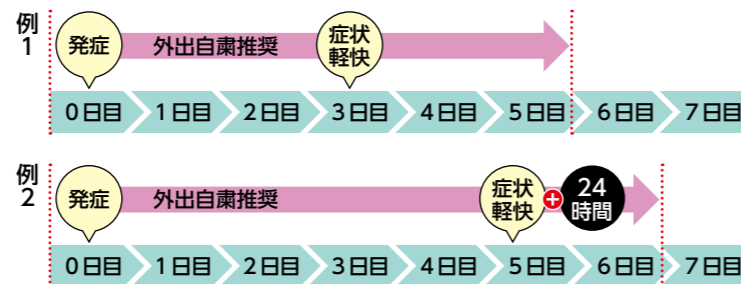 例1
発症 外出自粛推奨 症状軽快
0日目 1日目 2日目 3日目 4日目 5日目 6日目 7日目
例2
発症 外出自粛推奨 症状軽快 + 24時間
0日目 1日目 2日目 3日目 4日目 5日目 6日目 7日目